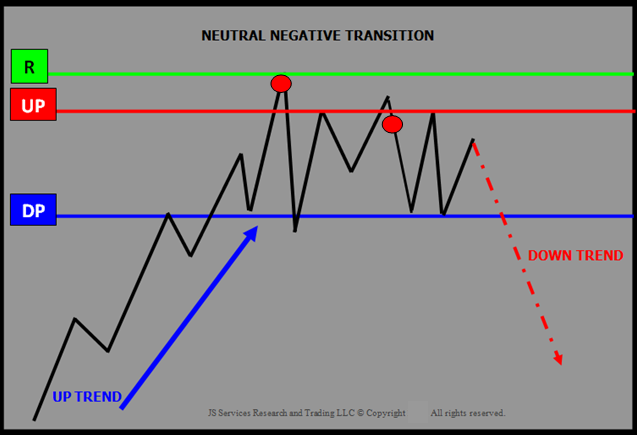 NEUTRAL NEGATIVE TRANSITION
R
UP
DP
DOWN TREND
UP TREND
JS Services Research and Trading LLC © Copyright All rights reserved.